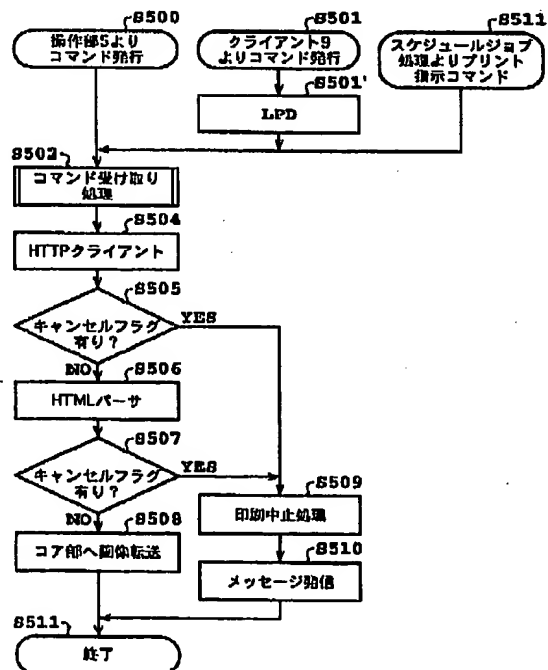 S500
操作部5より
コマンド発行
S501
クライアント9
よりコマンド発行
S511
スケジュールジョブ
処理よりプリント
指示コマンド
S501'
LPD
S502
コマンド受け取り
処理
S504
HTTPクライアント
S505
キャンセルフラグ
有り?
YES
NO
S506
HTMLパーサ
S507
キャンセルフラグ
有り?
YES
NO
S508
コア部へ画像転送
S509
印刷中止処理
S510
メッセージ発信
S511
終了